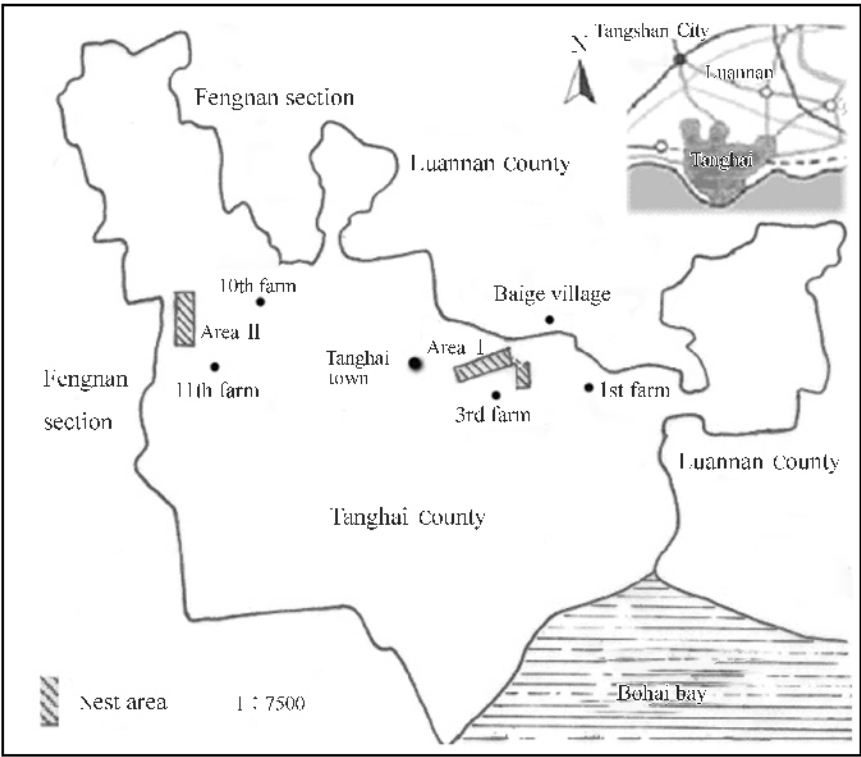 Tangshan City
N
Luannan
Fengnan section
Tanghai
Luannan County
10th farm
Baige village
Area II
Area I
Tanghai
town
Fengnan
section
11th farm
1st farm
3rd farm
Luannan County
Tanghai County
Bohai bay
Nest area
1 : 7500